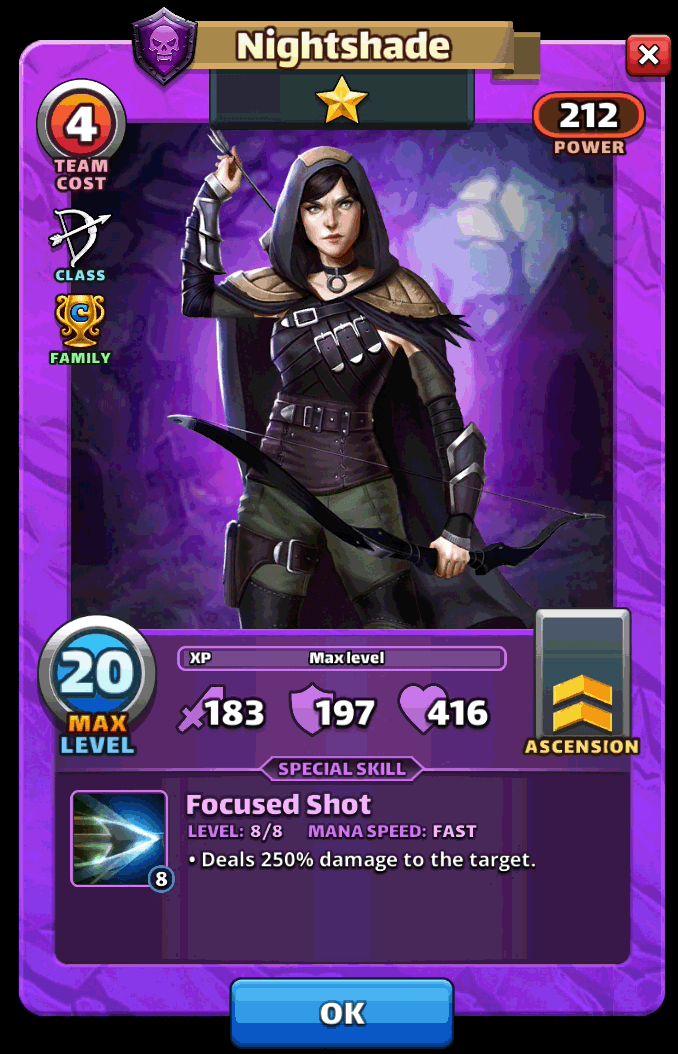 Nightshade
4
TEAM
COST
212
POWER
CLASS
C
FAMILY
20
MAX
LEVEL
XP Max level
183 197 416
ASCENSION
SPECIAL SKILL
Focused Shot
LEVEL: 8/8 MANA SPEED: FAST
8
• Deals 250% damage to the target.
OK